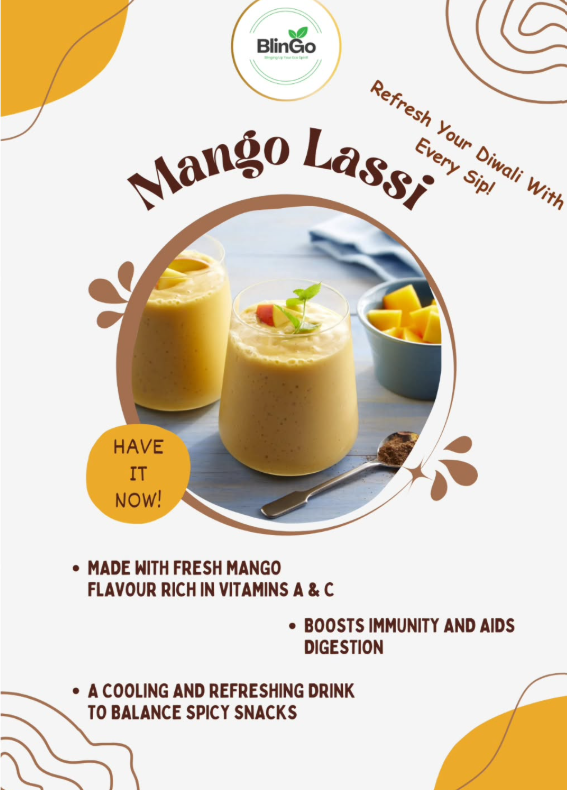 BlinGo
Refresh Your Diwali With
Every Sip!
Mango Lassi
HAVE
IT
NOW!
• MADE WITH FRESH MANGO
FLAVOUR RICH IN VITAMINS A & C
• BOOSTS IMMUNITY AND AIDS
DIGESTION
• A COOLING AND REFRESHING DRINK
TO BALANCE SPICY SNACKS